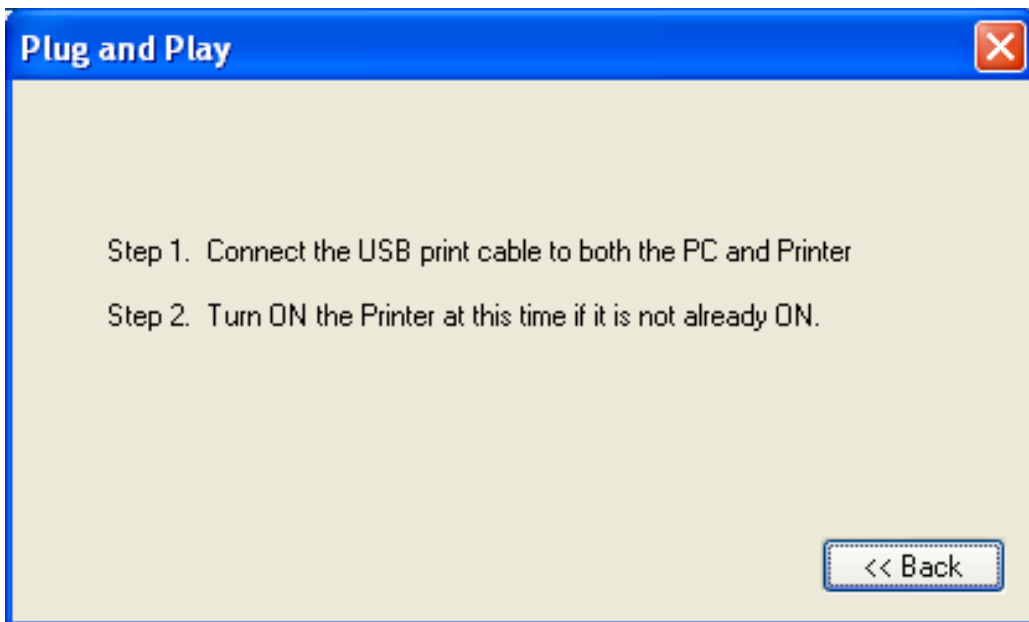 Plug and Play
Step 1. Connect the USB print cable to both the PC and Printer
Step 2. Turn ON the Printer at this time if it is not already ON.
<< Back